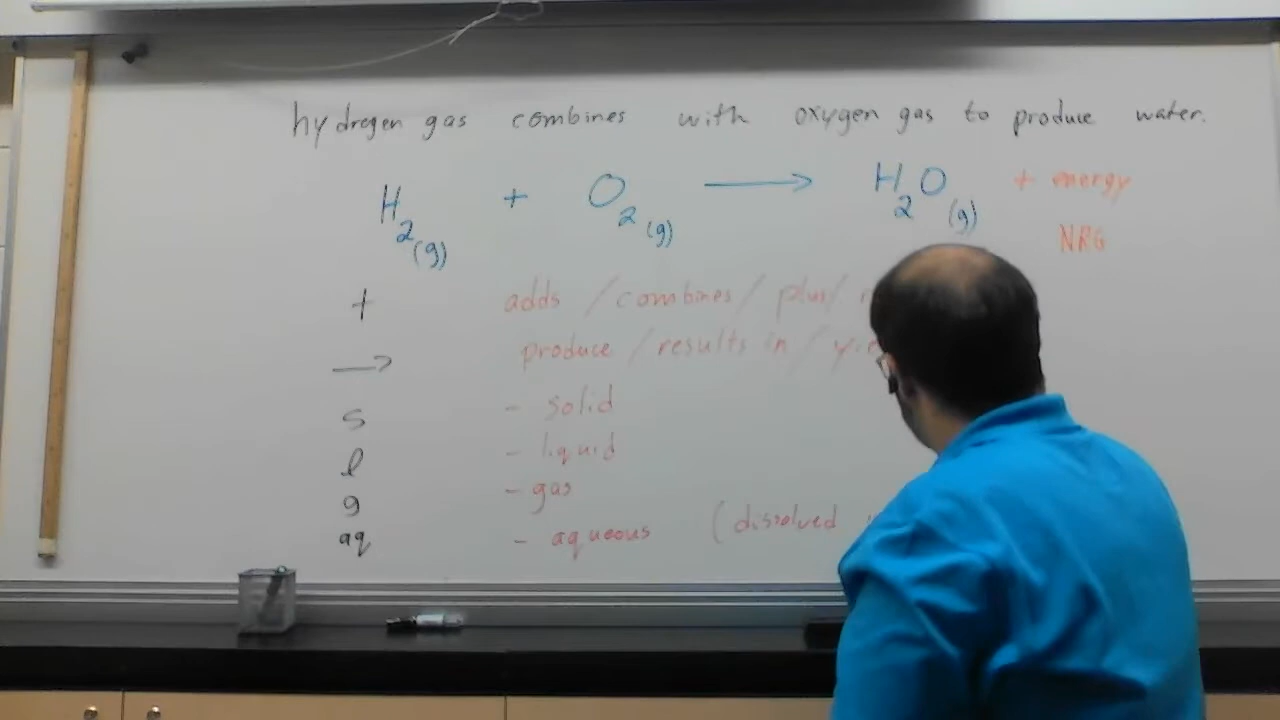 hydrogen gas combines with oxygen gas to produce water.
H2(g) + O2(g) → H2O(g) + energy
NRG
+ adds / combines / plus /
→ produce / results in /
s - solid
l - liquid
g - gas
aq - aqueous (dissolved